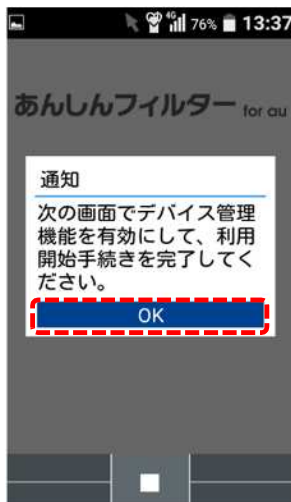 4G 76% 13:37
あんしんフィルター for au
通知
次の画面でデバイス管理
機能を有効にして、利用
開始手続きを完了してく
ださい。
OK